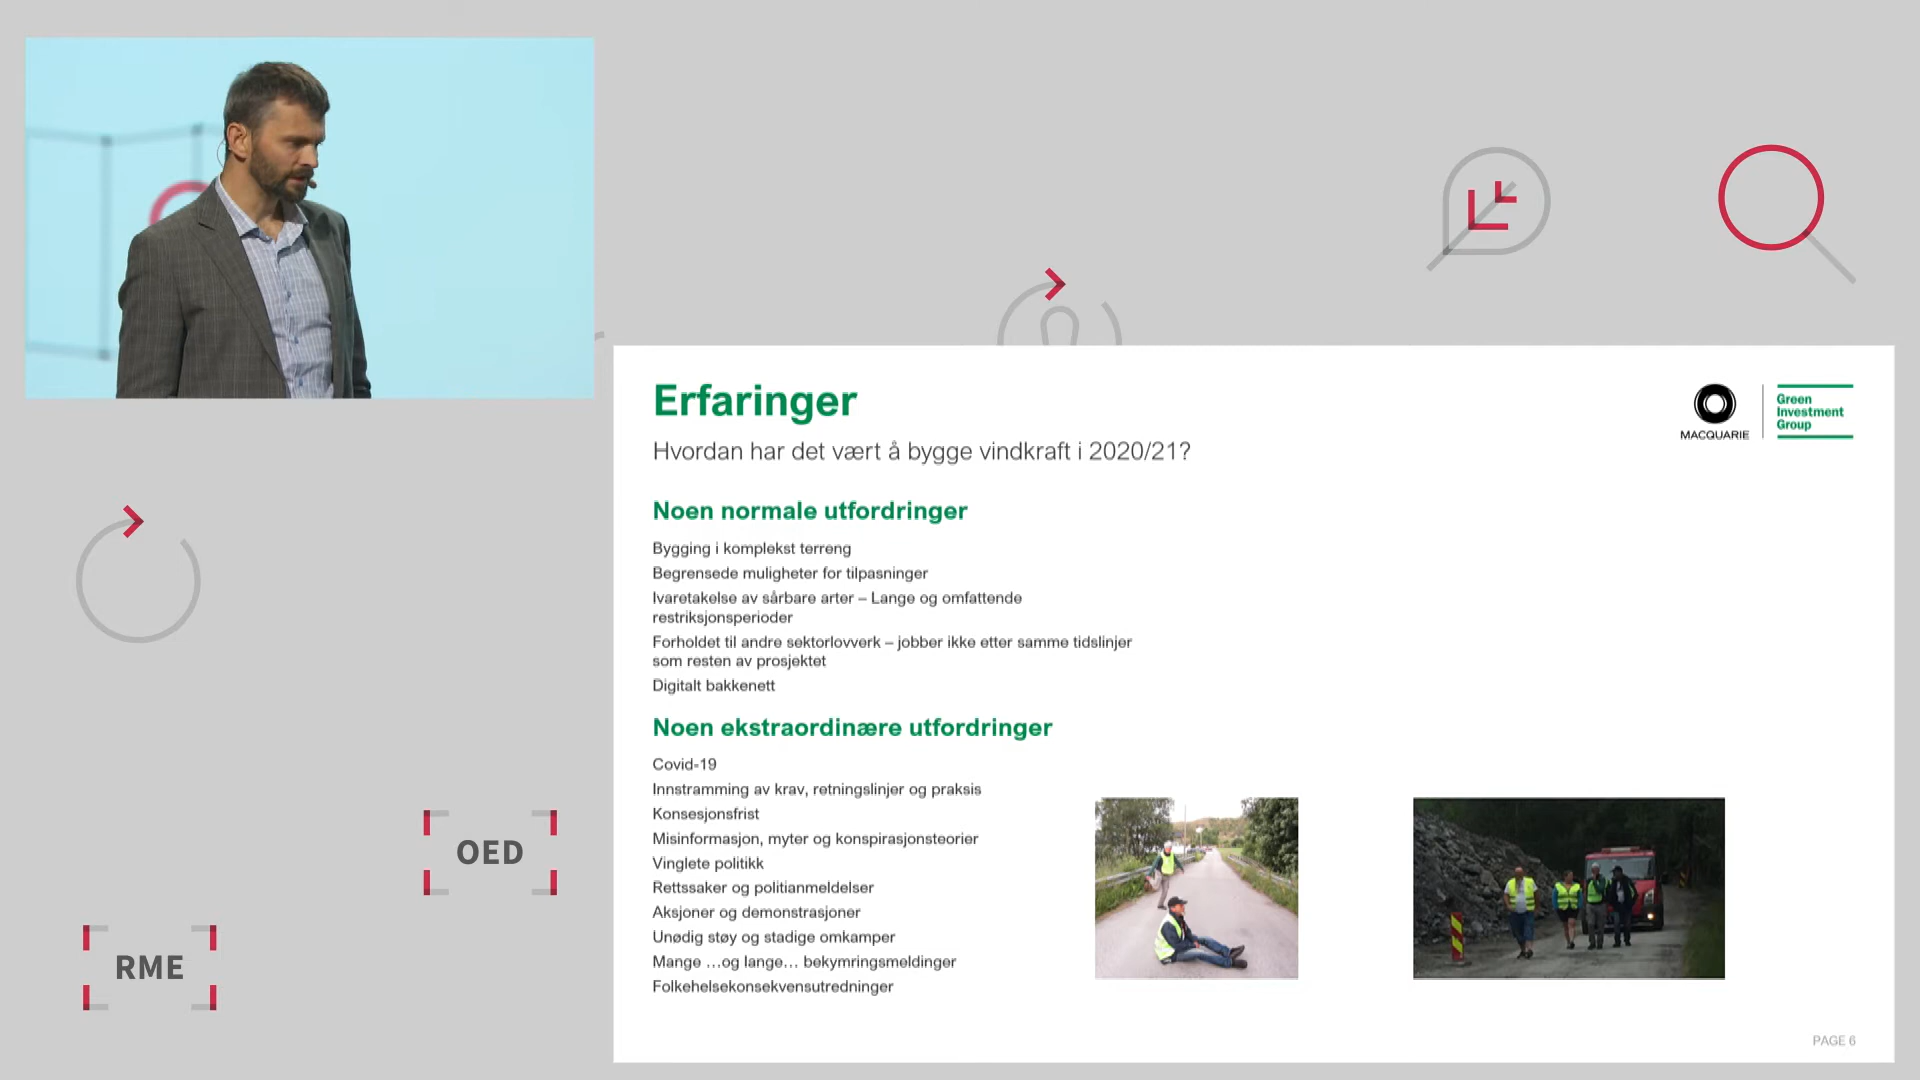 Erfaringer
Hvordan har det vært å bygge vindkraft i 2020/21?
MACQUARIE
Green
Investment
Group
Noen normale utfordringer
Bygging i komplekst terreng
Begrensede muligheter for tilpasninger
Ivaretakelse av sårbare arter – Lange og omfattende
restriksjonsperioder
Forholdet til andre sektorlovverk – jobber ikke etter samme tidslinjer
som resten av prosjektet
Digitalt bakkenett
Noen ekstraordinære utfordringer
Covid-19
Innstramming av krav, retningslinjer og praksis
Konsesjonsfrist
Misinformasjon, myter og konspirasjonsteorier
Vinglete politikk
Rettssaker og politianmeldelser
Aksjoner og demonstrasjoner
Unødig støy og stadige omkamper
Mange …og lange… bekymringsmeldinger
Folkehelsekonsekvensutredninger
PAGE 6
OED
RME